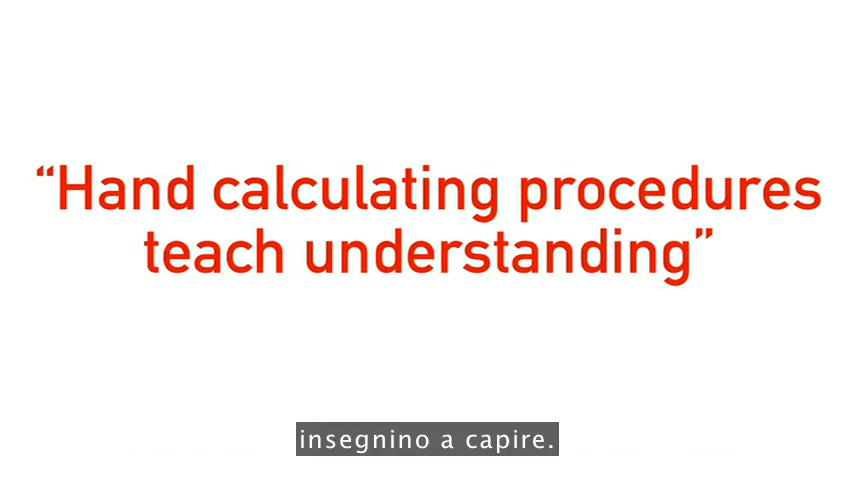 “Hand calculating procedures
teach understanding”
insegnino a capire.